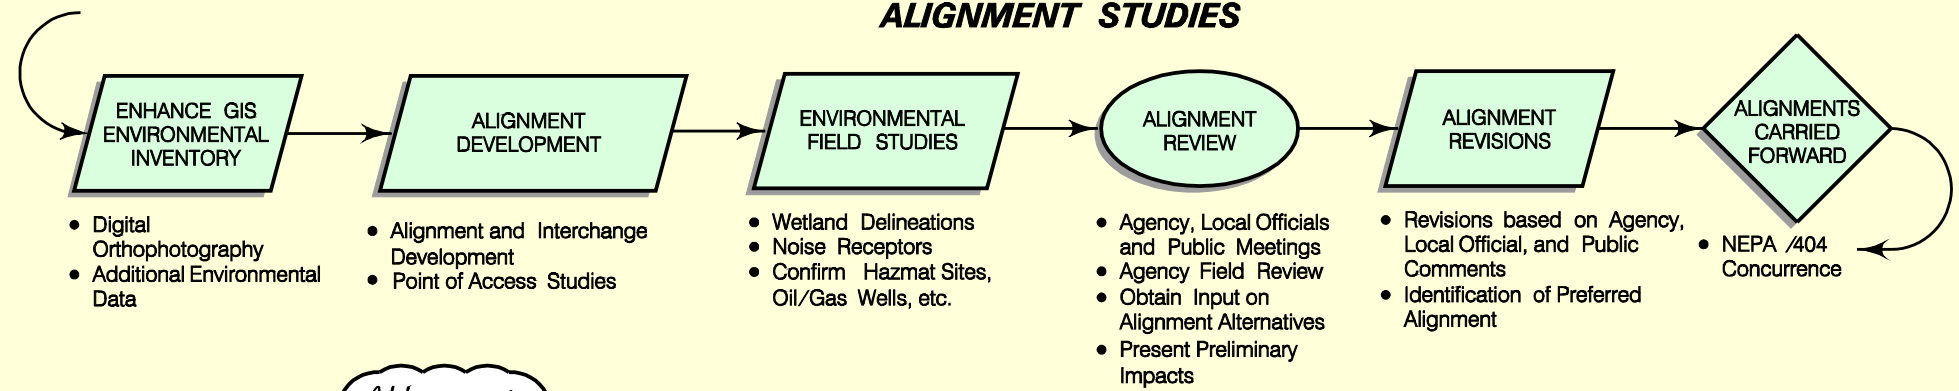 ALIGNMENT STUDIES
ENHANCE GIS
ENVIRONMENTAL
INVENTORY
ALIGNMENT
DEVELOPMENT
ENVIRONMENTAL
FIELD STUDIES
ALIGNMENT
REVIEW
ALIGNMENT
REVISIONS
ALIGNMENTS
CARRIED
FORWARD
• Digital
Orthophotography
• Additional Environmental
Data
• Alignment and Interchange
Development
• Point of Access Studies
• Wetland Delineations
• Noise Receptors
• Confirm Hazmat Sites,
Oil/Gas Wells, etc.
• Agency, Local Officials
and Public Meetings
• Agency Field Review
• Obtain Input on
Alignment Alternatives
• Present Preliminary
Impacts
• Revisions based on Agency,
Local Official, and Public
Comments
• Identification of Preferred
Alignment
• NEPA /404
Concurrence